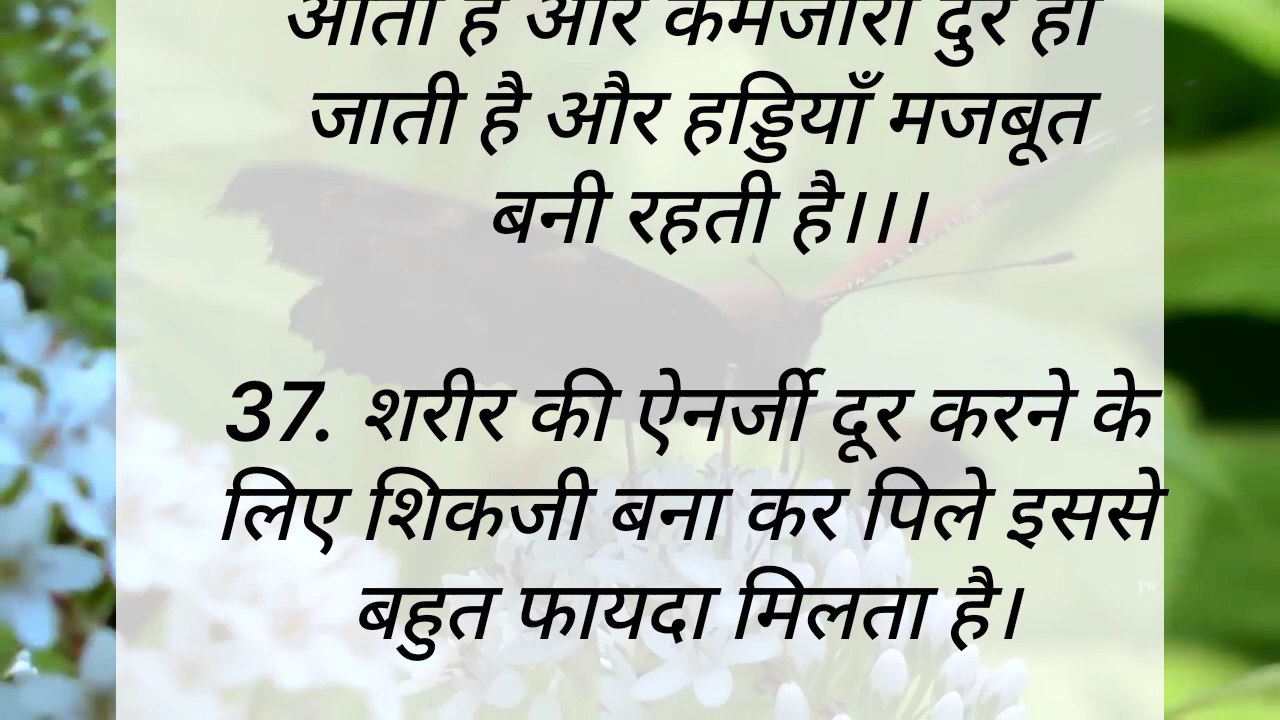 आता है और कमजोरी दुर हो
जाती है और हड्डियाँ मजबूत
बनी रहती है।।।
37. शरीर की ऐनर्जी दूर करने के
लिए शिकजी बना कर पिले इससे
बहुत फायदा मिलता है।